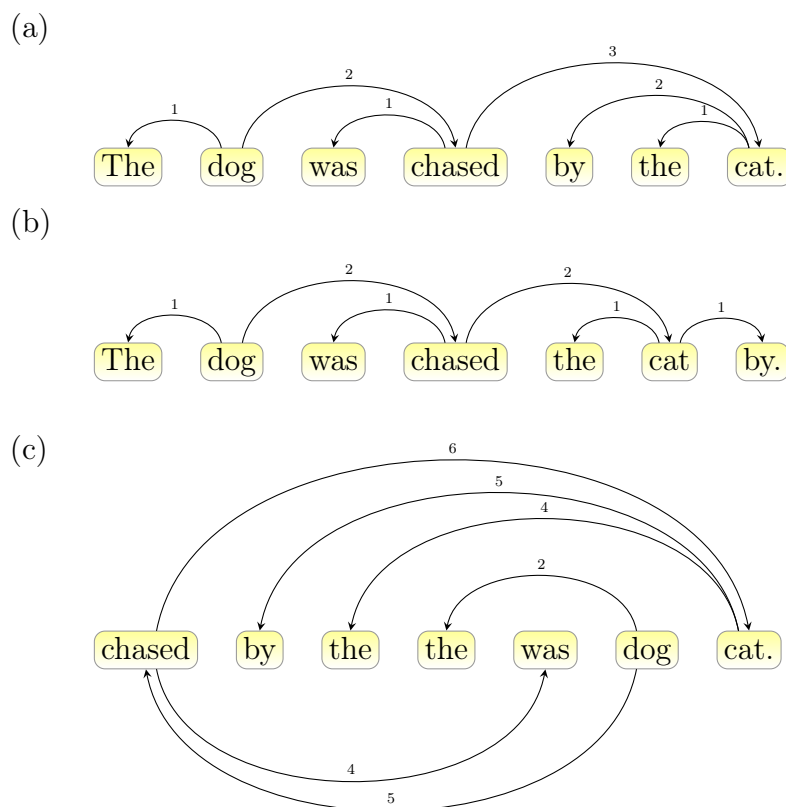 (a)
3
2 2
1 1 1
The dog was chased by the cat.
(b)
2 2
1 1 1 1
The dog was chased the cat by.
(c)
6
5
4
2
chased by the the was dog cat.
4
5